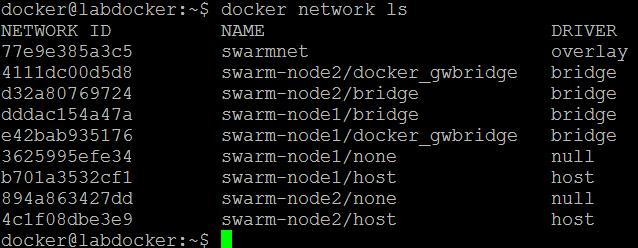 docker@labdocker:~$ docker network ls
NETWORK ID NAME DRIVER
77e9e385a3c5 swarmnet overlay
4111dc00d5d8 swarm-node2/docker_gwbridge bridge
d32a80769724 swarm-node2/bridge bridge
dddac154a47a swarm-node1/bridge bridge
e42bab935176 swarm-node1/docker_gwbridge bridge
3625995efe34 swarm-node1/none null
b701a3532cf1 swarm-node1/host host
894a863427dd swarm-node2/none null
4c1f08dbe3e9 swarm-node2/host host
docker@labdocker:~$